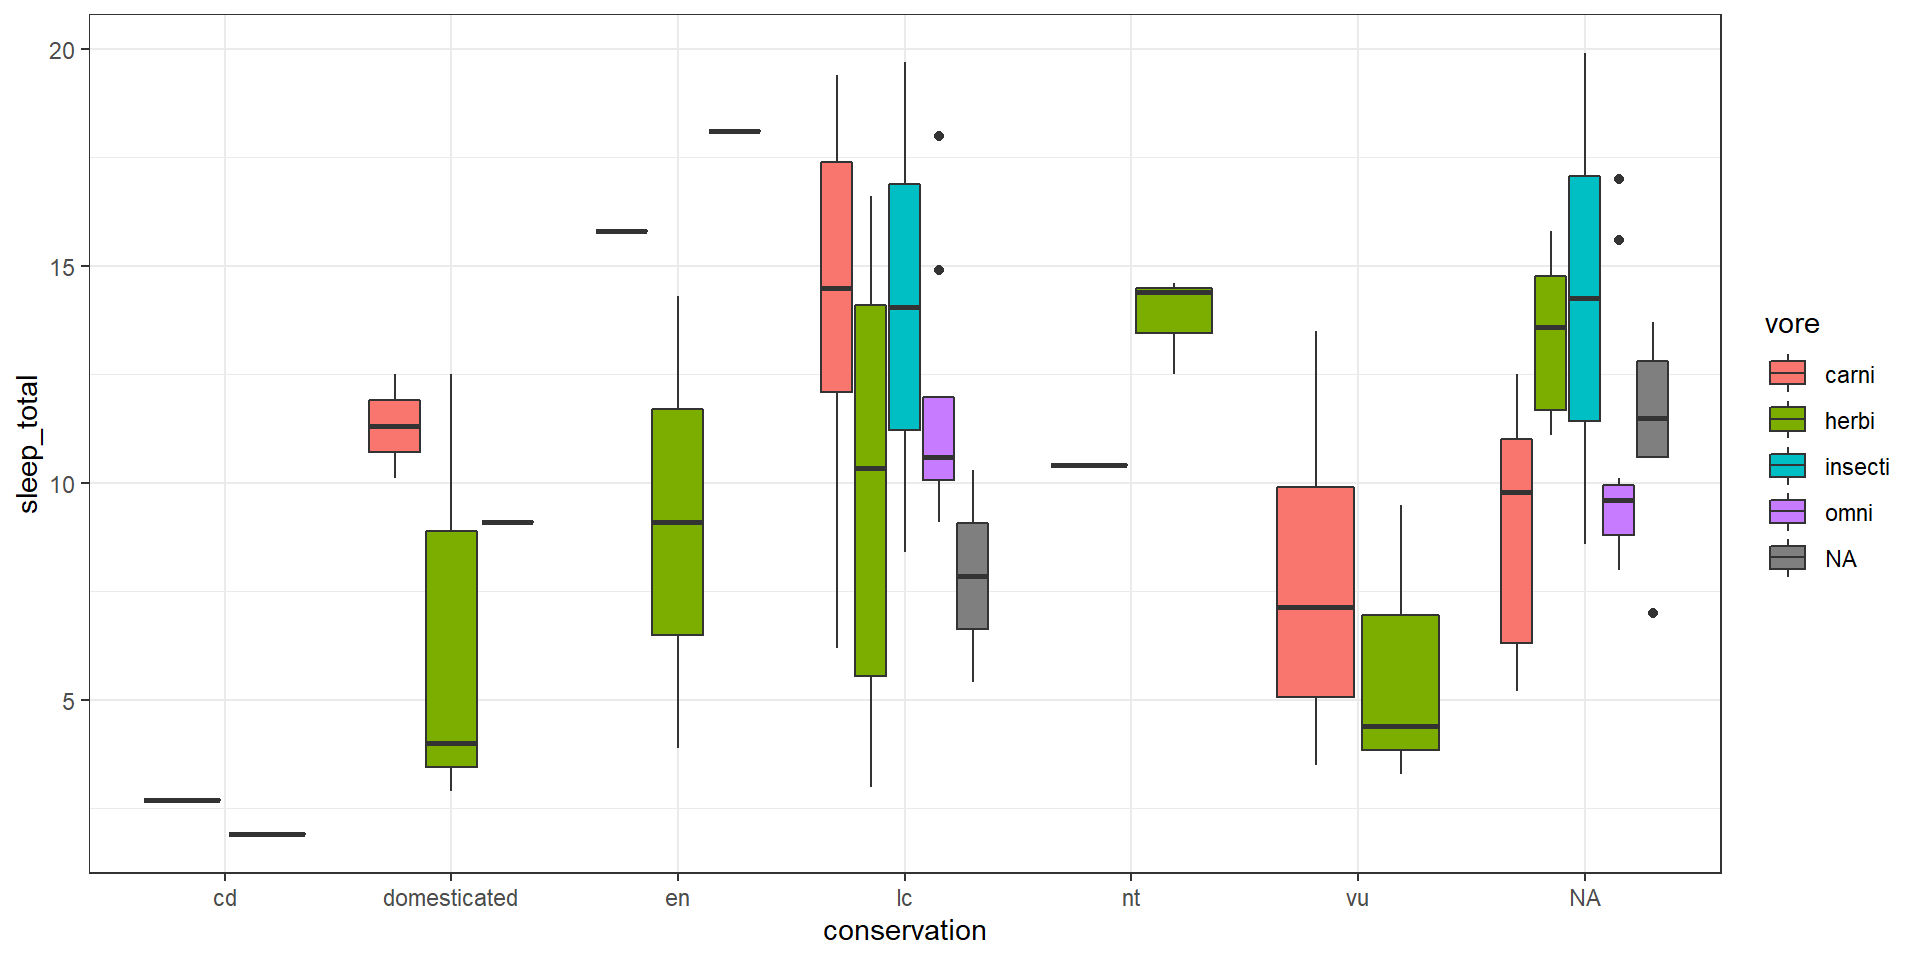 20
15
10
5
sleep_total
cd domesticated en lc nt vu NA
conservation
vore
carni
herbi
insecti
omni
NA